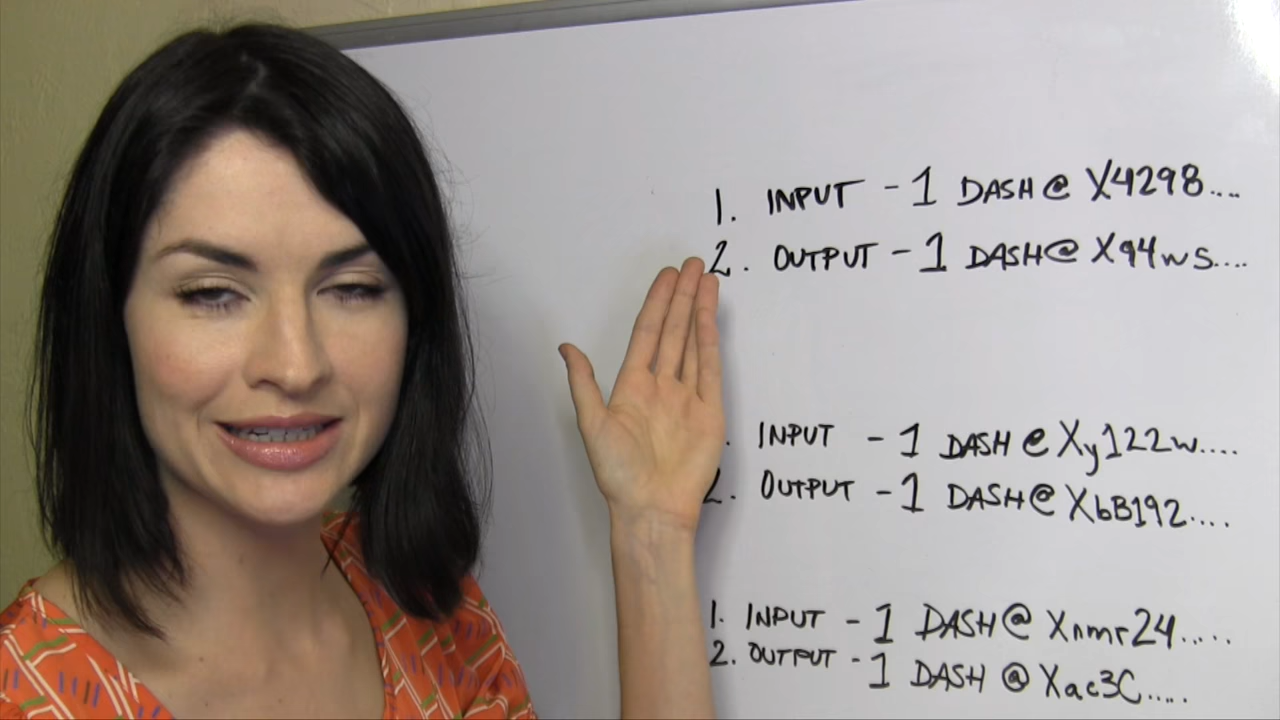 1. INPUT - 1 DASH @ X4298....
2. OUTPUT - 1 DASH @ X94ws....
. INPUT - 1 DASH @ Xy122w....
2. OUTPUT - 1 DASH @ XbB192....
1. INPUT - 1 DASH @ Xnmr24.....
2. OUTPUT - 1 DASH @ Xac3C.....